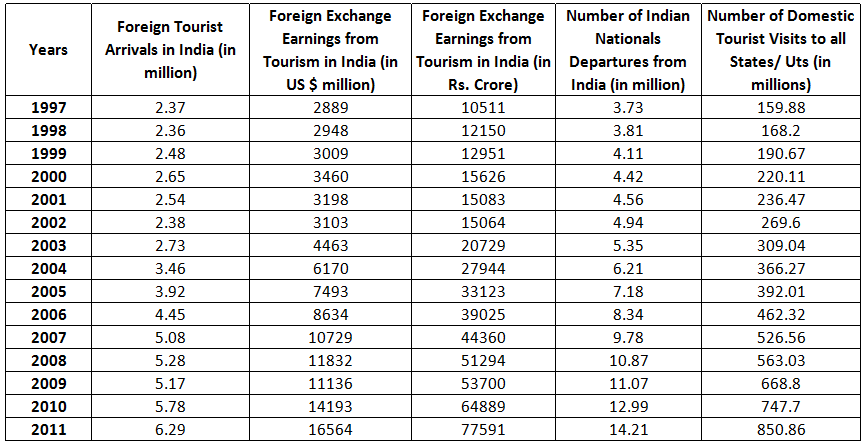 Years Foreign Tourist Arrivals in India (in million) Foreign Exchange Earnings from Tourism in India (in US $ million) Foreign Exchange Earnings from Tourism in India (in Rs. Crore) Number of Indian Nationals Departures from India (in million) Number of Domestic Tourist Visits to all States/ Uts (in millions)
1997 2.37 2889 10511 3.73 159.88
1998 2.36 2948 12150 3.81 168.2
1999 2.48 3009 12951 4.11 190.67
2000 2.65 3460 15626 4.42 220.11
2001 2.54 3198 15083 4.56 236.47
2002 2.38 3103 15064 4.94 269.6
2003 2.73 4463 20729 5.35 309.04
2004 3.46 6170 27944 6.21 366.27
2005 3.92 7493 33123 7.18 392.01
2006 4.45 8634 39025 8.34 462.32
2007 5.08 10729 44360 9.78 526.56
2008 5.28 11832 51294 10.87 563.03
2009 5.17 11136 53700 11.07 668.8
2010 5.78 14193 64889 12.99 747.7
2011 6.29 16564 77591 14.21 850.86